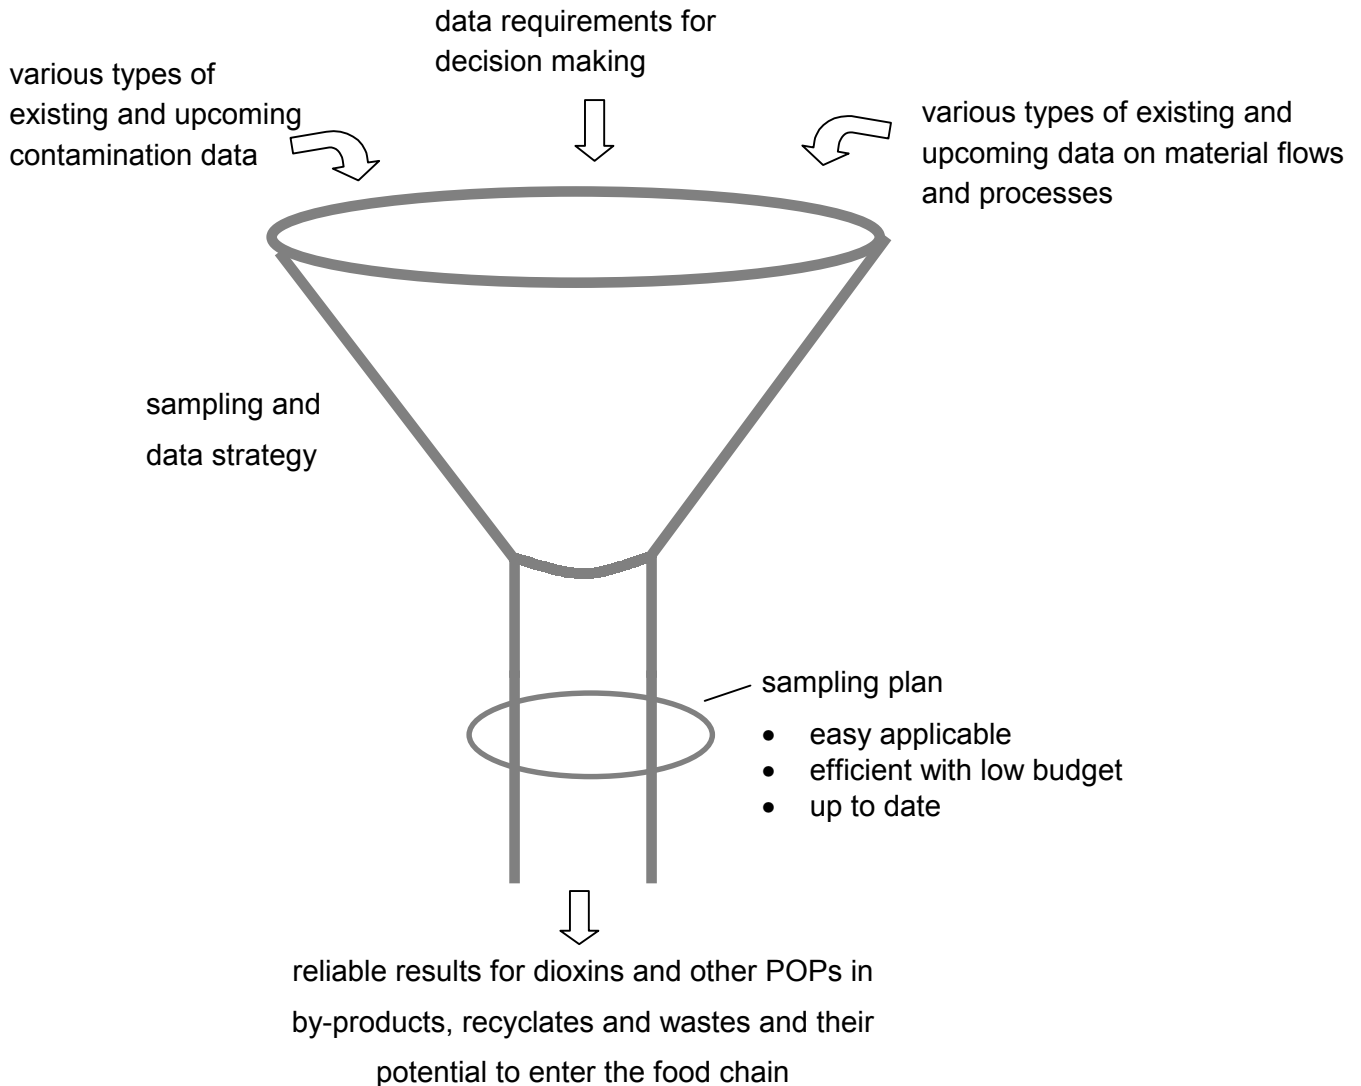 data requirements for
decision making
various types of
existing and upcoming
contamination data
various types of existing and
upcoming data on material flows
and processes
sampling and
data strategy
sampling plan
• easy applicable
• efficient with low budget
• up to date
reliable results for dioxins and other POPs in
by-products, recyclates and wastes and their
potential to enter the food chain